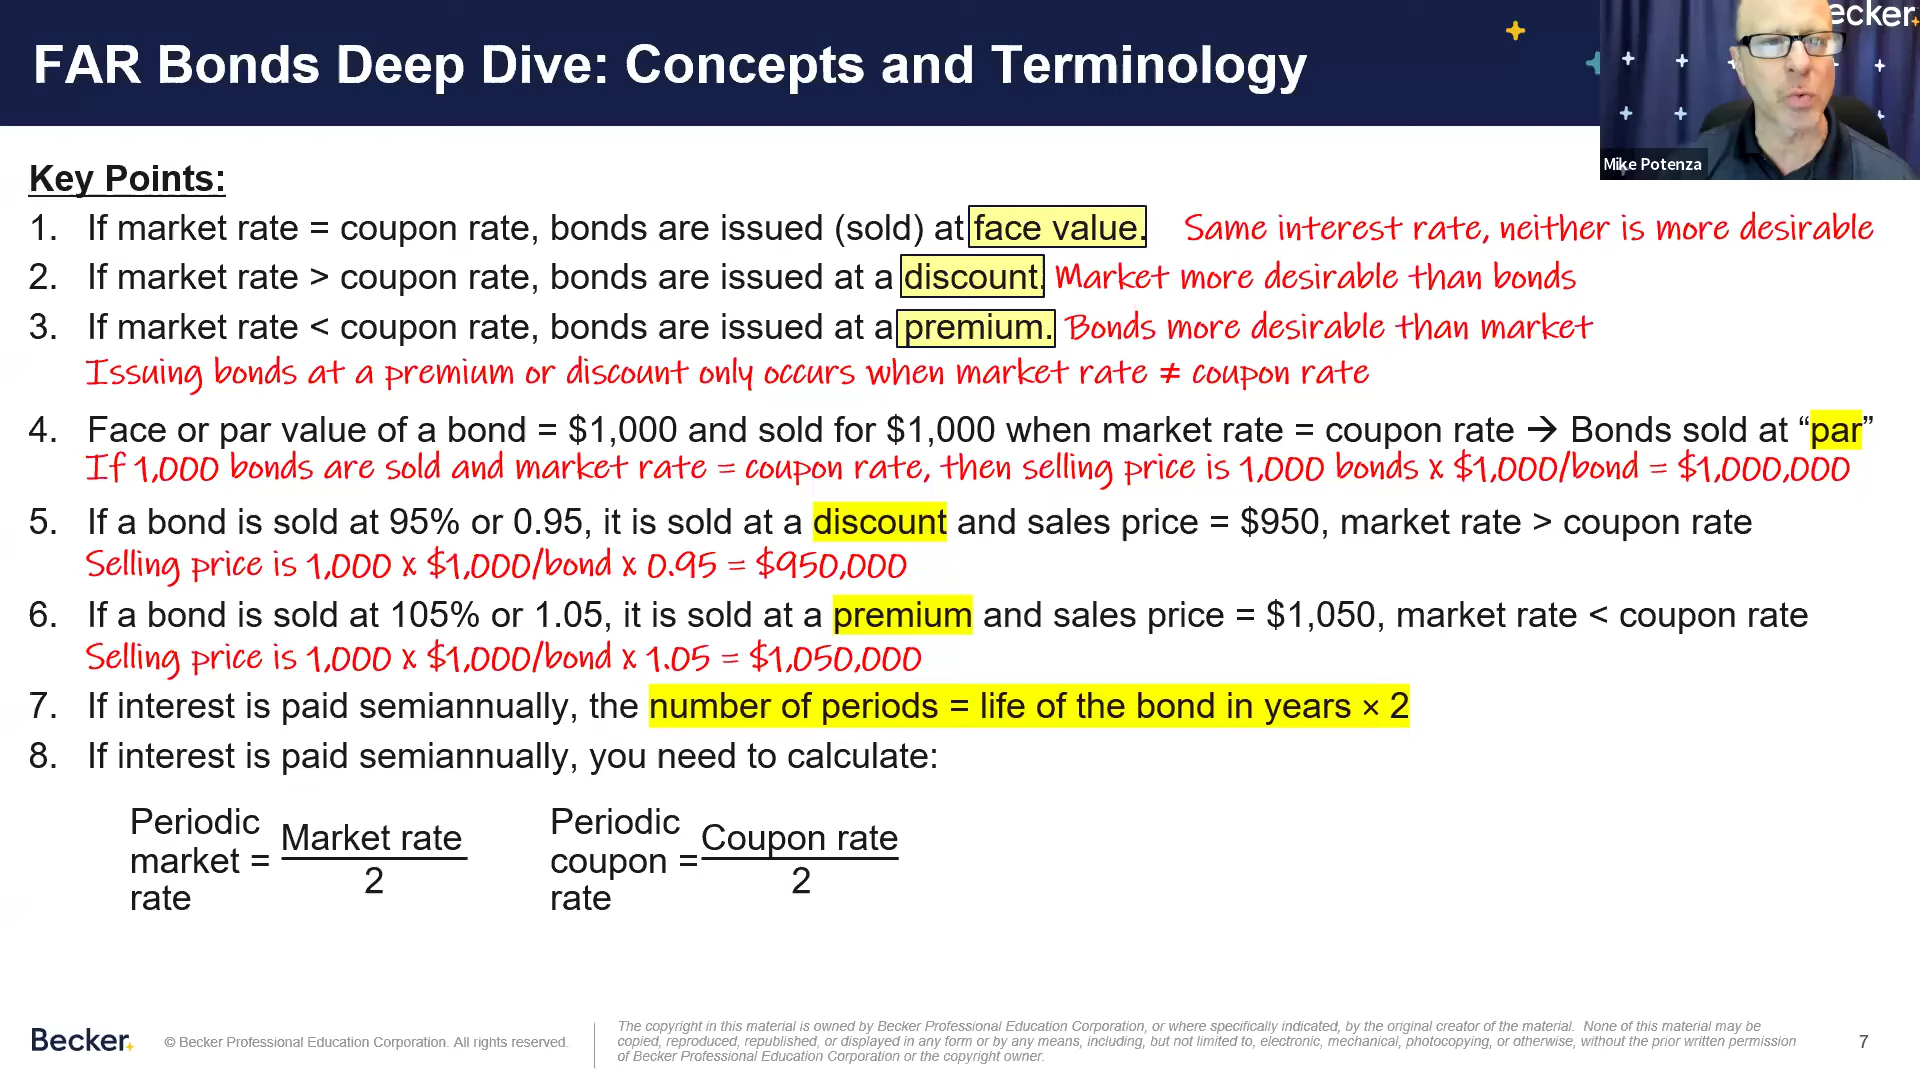 FAR Bonds Deep Dive: Concepts and Terminology
ecker
Mike Potenza
Key Points:
1. If market rate = coupon rate, bonds are issued (sold) at face value. Same interest rate, neither is more desirable
2. If market rate > coupon rate, bonds are issued at a discount. Market more desirable than bonds
3. If market rate < coupon rate, bonds are issued at a premium. Bonds more desirable than market
Issuing bonds at a premium or discount only occurs when market rate ≠ coupon rate
4. Face or par value of a bond = $1,000 and sold for $1,000 when market rate = coupon rate → Bonds sold at “par”
If 1,000 bonds are sold and market rate = coupon rate, then selling price is 1,000 bonds x $1,000/bond = $1,000,000
5. If a bond is sold at 95% or 0.95, it is sold at a discount and sales price = $950, market rate > coupon rate
Selling price is 1,000 x $1,000/bond x 0.95 = $950,000
6. If a bond is sold at 105% or 1.05, it is sold at a premium and sales price = $1,050, market rate < coupon rate
Selling price is 1,000 x $1,000/bond x 1.05 = $1,050,000
7. If interest is paid semiannually, the number of periods = life of the bond in years × 2
8. If interest is paid semiannually, you need to calculate:
Periodic
market =
rate
Market rate
2
Periodic
coupon =
rate
Coupon rate
2
Becker
© Becker Professional Education Corporation. All rights reserved.
The copyright in this material is owned by Becker Professional Education Corporation, or where specifically indicated, by the original creator of the material. None of this material may be
copied, reproduced, republished, or displayed in any form or by any means, including, but not limited to, electronic, mechanical, photocopying, or otherwise, without the prior written permission
of Becker Professional Education Corporation or the copyright owner.
7